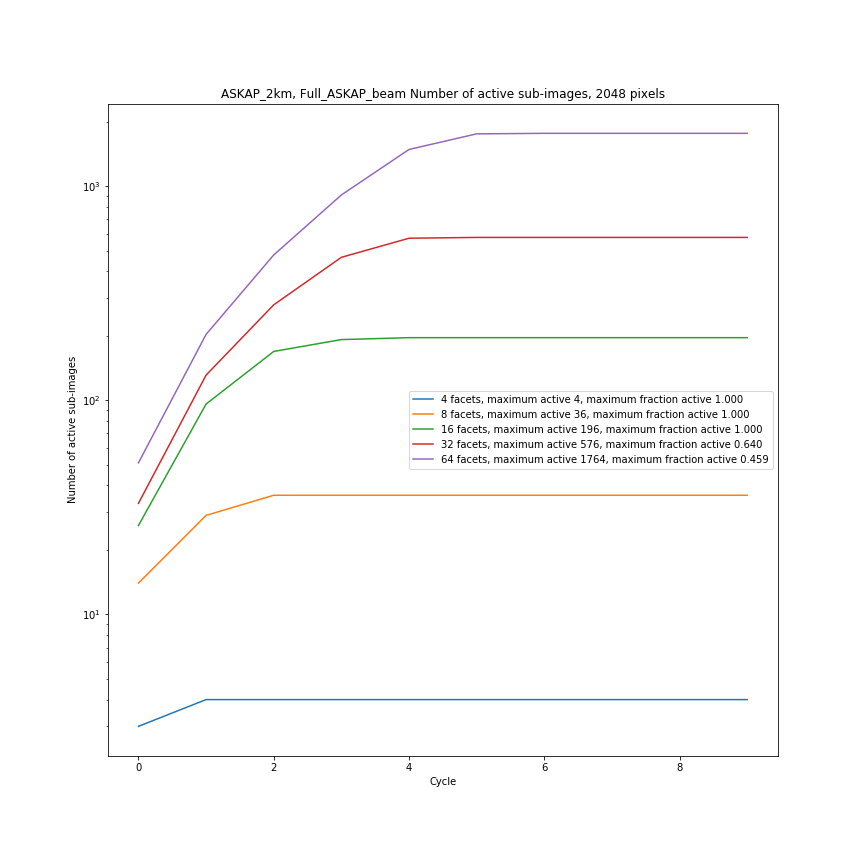 ASKAP_2km, Full_ASKAP_beam Number of active sub-images, 2048 pixels
Number of active sub-images
10³
10²
10¹
4 facets, maximum active 4, maximum fraction active 1.000
8 facets, maximum active 36, maximum fraction active 1.000
16 facets, maximum active 196, maximum fraction active 1.000
32 facets, maximum active 576, maximum fraction active 0.640
64 facets, maximum active 1764, maximum fraction active 0.459
0 2 4 6 8
Cycle